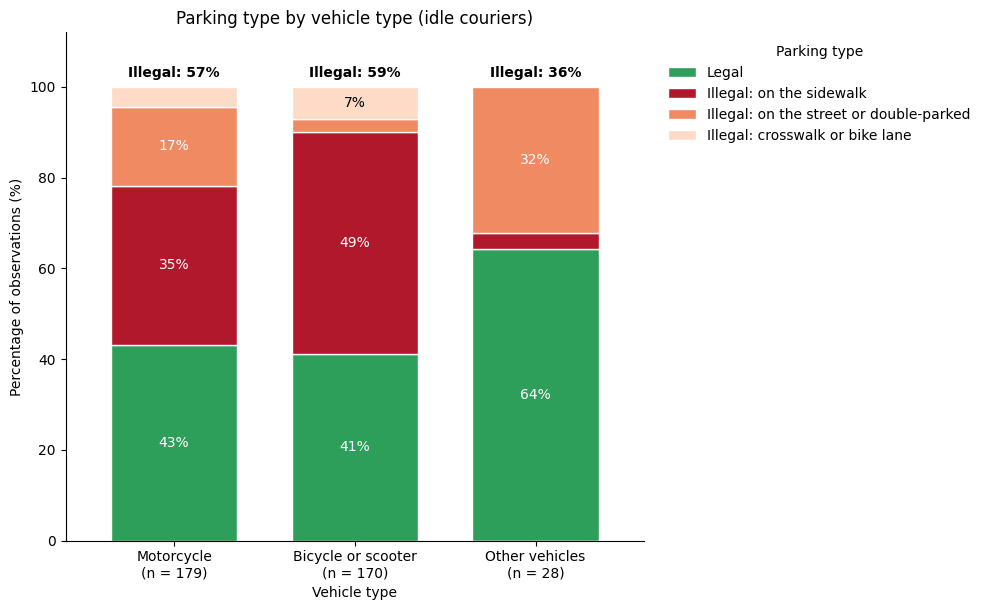 Parking type by vehicle type (idle couriers)
Illegal: 57%
Illegal: 59%
Illegal: 36%
Parking type
Legal
Illegal: on the sidewalk
Illegal: on the street or double-parked
Illegal: crosswalk or bike lane
Percentage of observations (%)
100
80
60
40
20
0
17%
35%
43%
7%
49%
41%
32%
64%
Motorcycle
(n = 179)
Bicycle or scooter
(n = 170)
Other vehicles
(n = 28)
Vehicle type